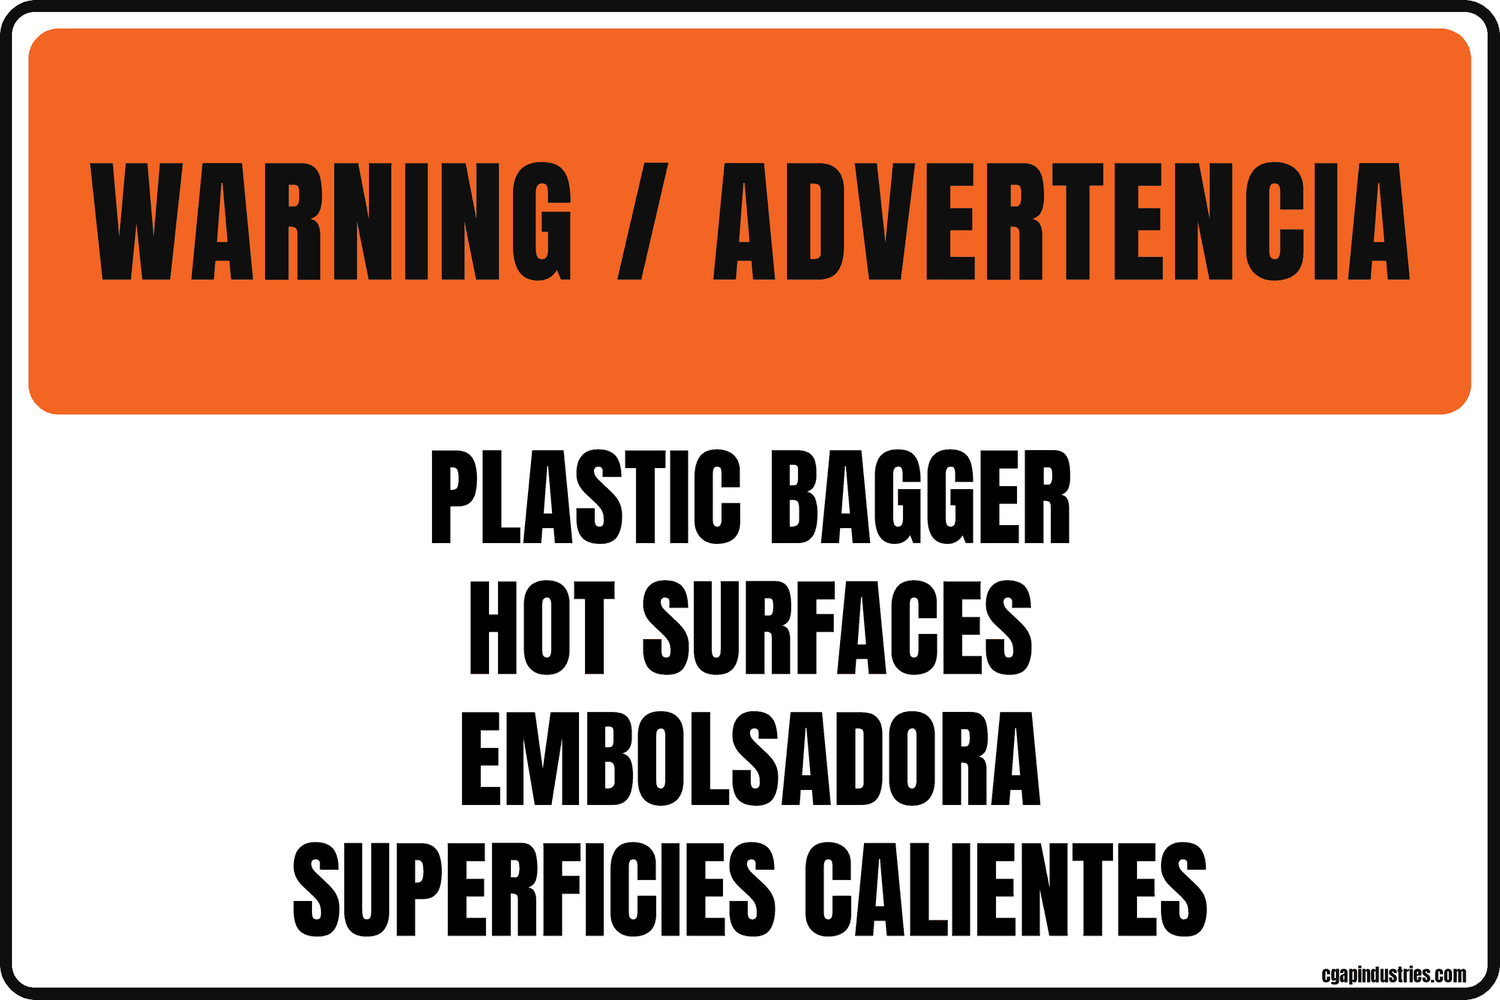 WARNING / ADVERTENCIA
PLASTIC BAGGER
HOT SURFACES
EMBOLSADORA
SUPERFICIES CALIENTES
cgapindustries.com